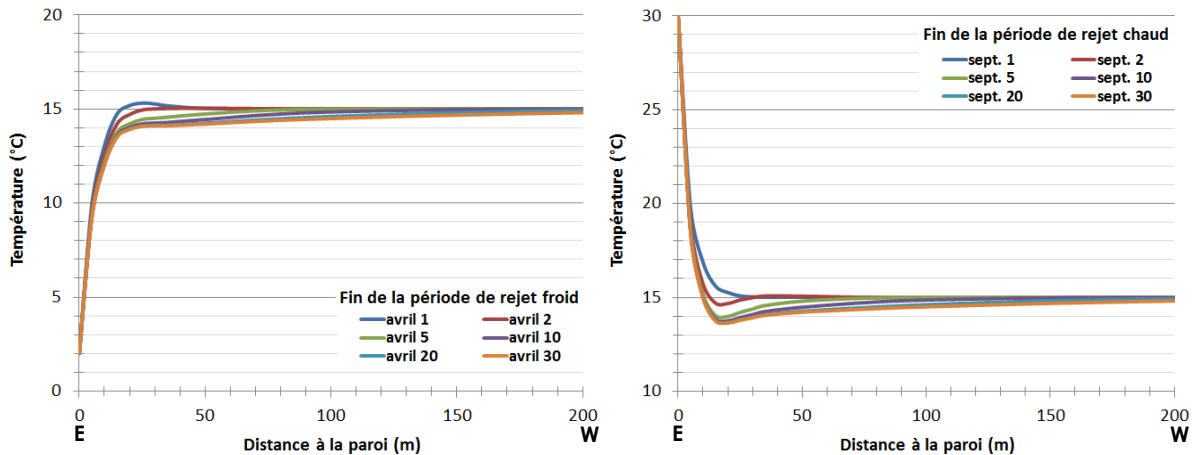 20
15
10
5
0
Température (°C)
Fin de la période de rejet froid
avril 1 avril 2
avril 5 avril 10
avril 20 avril 30
0 50 100 150 200
E W
Distance à la paroi (m)
30
25
20
15
10
Température (°C)
Fin de la période de rejet chaud
sept. 1 sept. 2
sept. 5 sept. 10
sept. 20 sept. 30
0 50 100 150 200
E W
Distance à la paroi (m)